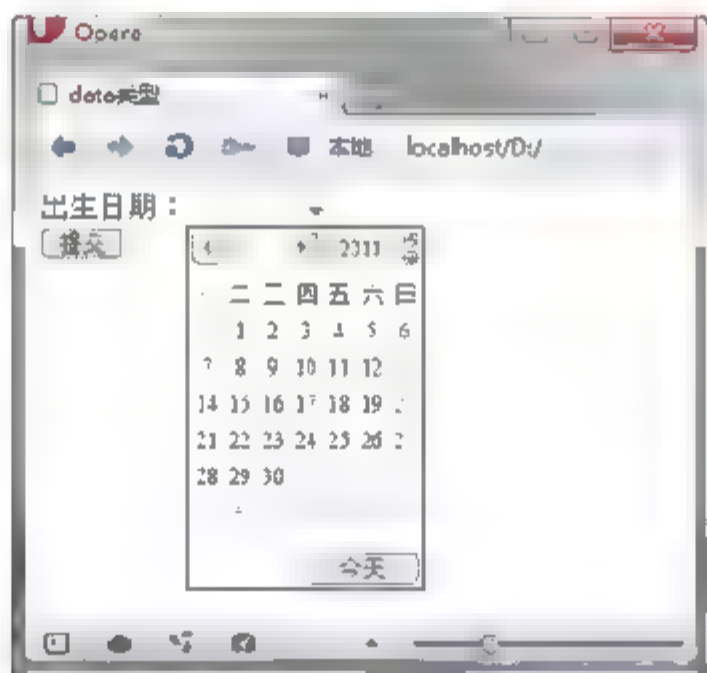 Opera
date类型
本地 localhost/D:/
出生日期：
提交
2011
二 四 五 六 日
1 2 3 4 5 6
7 8 9 10 11 12
14 15 16 17 18 19
21 22 23 24 25 26
28 29 30
今天